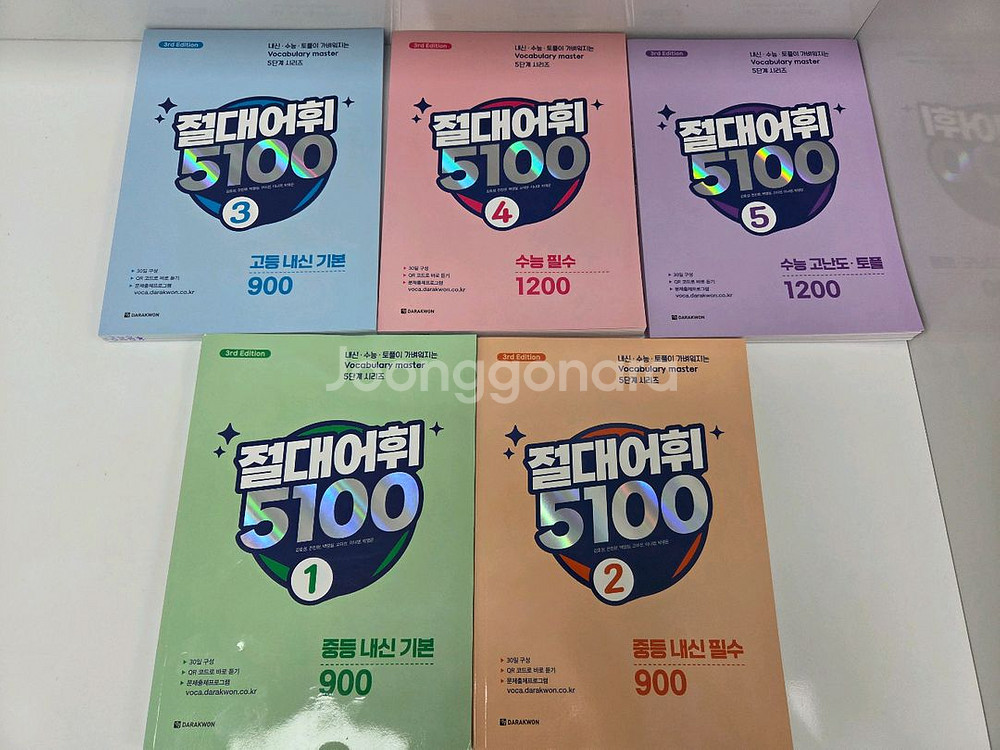 3rd Edition
내신·수능·토플이 가벼워지는
Vocabulary master
5단계 시리즈
절대어휘
5100
3
고등 내신 기본
900
▸ 30일 구성
▸ QR 코드로 바로 듣기
▸ 문제출제프로그램
voca.darakwon.co.kr
DARAKWON
3rd Edition
내신·수능·토플이 가벼워지는
Vocabulary master
5단계 시리즈
절대어휘
5100
4
수능 필수
1200
▸ 30일 구성
▸ QR 코드로 바로 듣기
▸ 문제출제프로그램
voca.darakwon.co.kr
DARAKWON
3rd Edition
내신·수능·토플이 가벼워지는
Vocabulary master
5단계 시리즈
절대어휘
5100
5
수능 고난도·토플
1200
▸ 30일 구성
▸ QR 코드로 바로 듣기
▸ 문제출제프로그램
voca.darakwon.co.kr
DARAKWON
3rd Edition
내신·수능·토플이 가벼워지는
Vocabulary master
5단계 시리즈
절대어휘
5100
1
중등 내신 기본
900
▸ 30일 구성
▸ QR 코드로 바로 듣기
▸ 문제출제프로그램
voca.darakwon.co.kr
DARAKWON
3rd Edition
내신·수능·토플이 가벼워지는
Vocabulary master
5단계 시리즈
절대어휘
5100
2
중등 내신 필수
900
▸ 30일 구성
▸ QR 코드로 바로 듣기
▸ 문제출제프로그램
voca.darakwon.co.kr
DARAKWON
Joonggonara